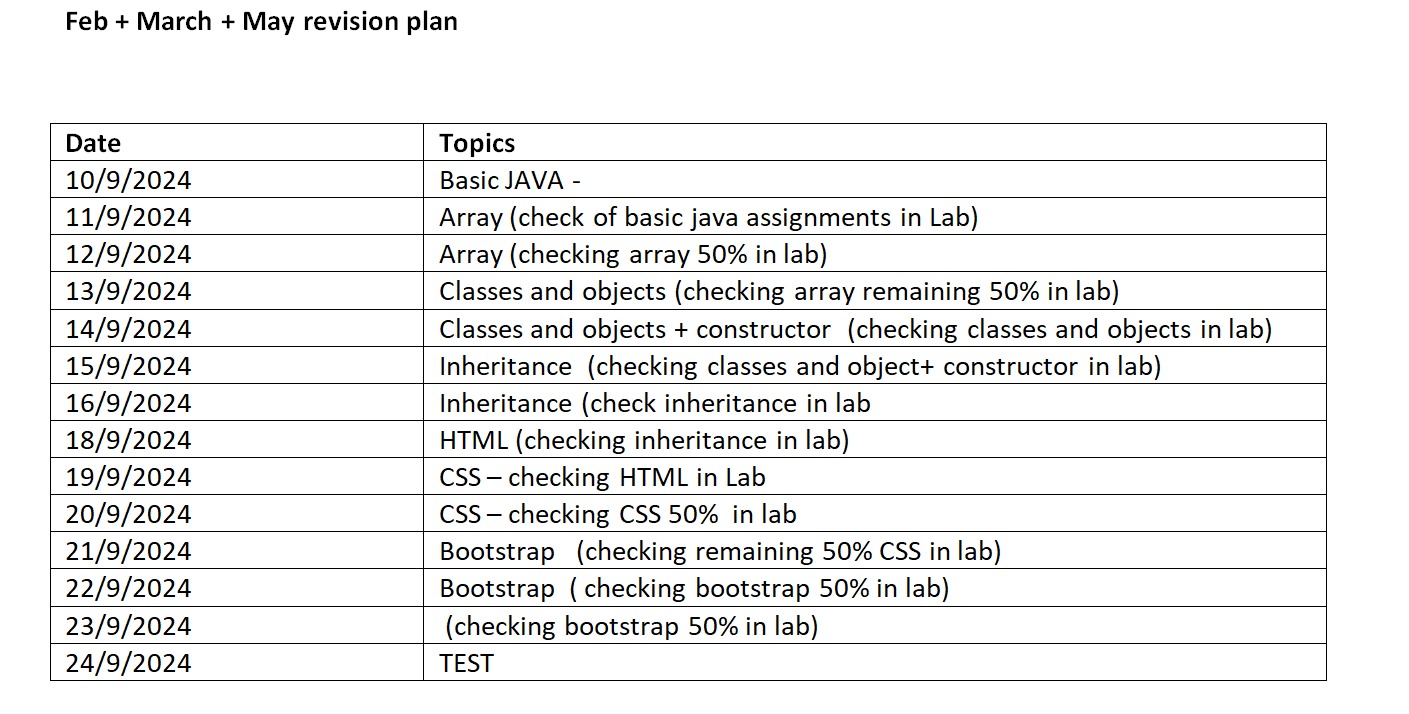 Feb + March + May revision plan
Date Topics
10/9/2024 Basic JAVA -
11/9/2024 Array (check of basic java assignments in Lab)
12/9/2024 Array (checking array 50% in lab)
13/9/2024 Classes and objects (checking array remaining 50% in lab)
14/9/2024 Classes and objects + constructor (checking classes and objects in lab)
15/9/2024 Inheritance (checking classes and object+ constructor in lab)
16/9/2024 Inheritance (check inheritance in lab
18/9/2024 HTML (checking inheritance in lab)
19/9/2024 CSS – checking HTML in Lab
20/9/2024 CSS – checking CSS 50% in lab
21/9/2024 Bootstrap (checking remaining 50% CSS in lab)
22/9/2024 Bootstrap ( checking bootstrap 50% in lab)
23/9/2024 (checking bootstrap 50% in lab)
24/9/2024 TEST